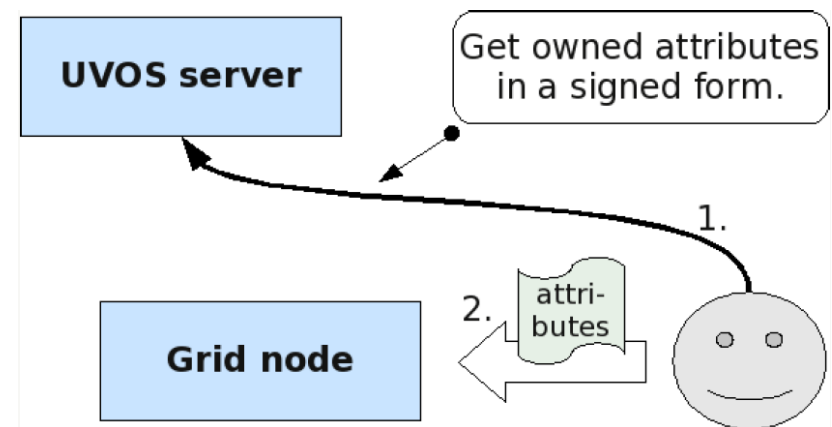 UVOS server
Get owned attributes
in a signed form.
1.
2.
attri-
butes
Grid node